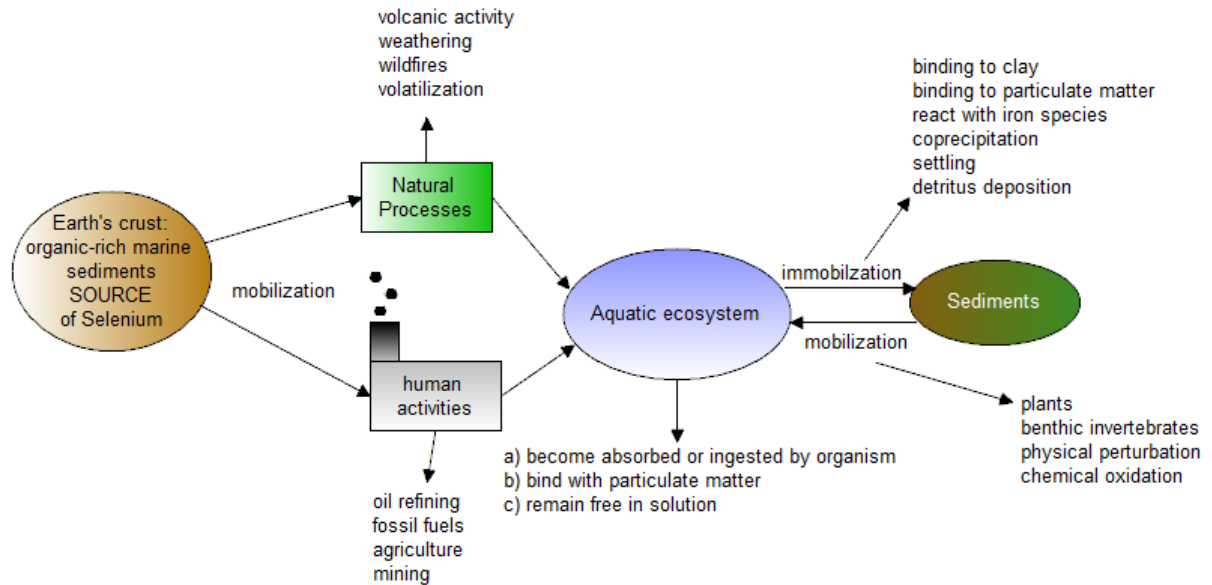 volcanic activity
weathering
wildfires
volatilization
binding to clay
binding to particulate matter
react with iron species
coprecipitation
settling
detritus deposition
Natural
Processes
Earth's crust:
organic-rich marine
sediments
SOURCE
of Selenium
mobilization
immobilzation
Aquatic ecosystem
Sediments
mobilization
human
activities
plants
benthic invertebrates
physical perturbation
chemical oxidation
a) become absorbed or ingested by organism
b) bind with particulate matter
c) remain free in solution
oil refining
fossil fuels
agriculture
mining